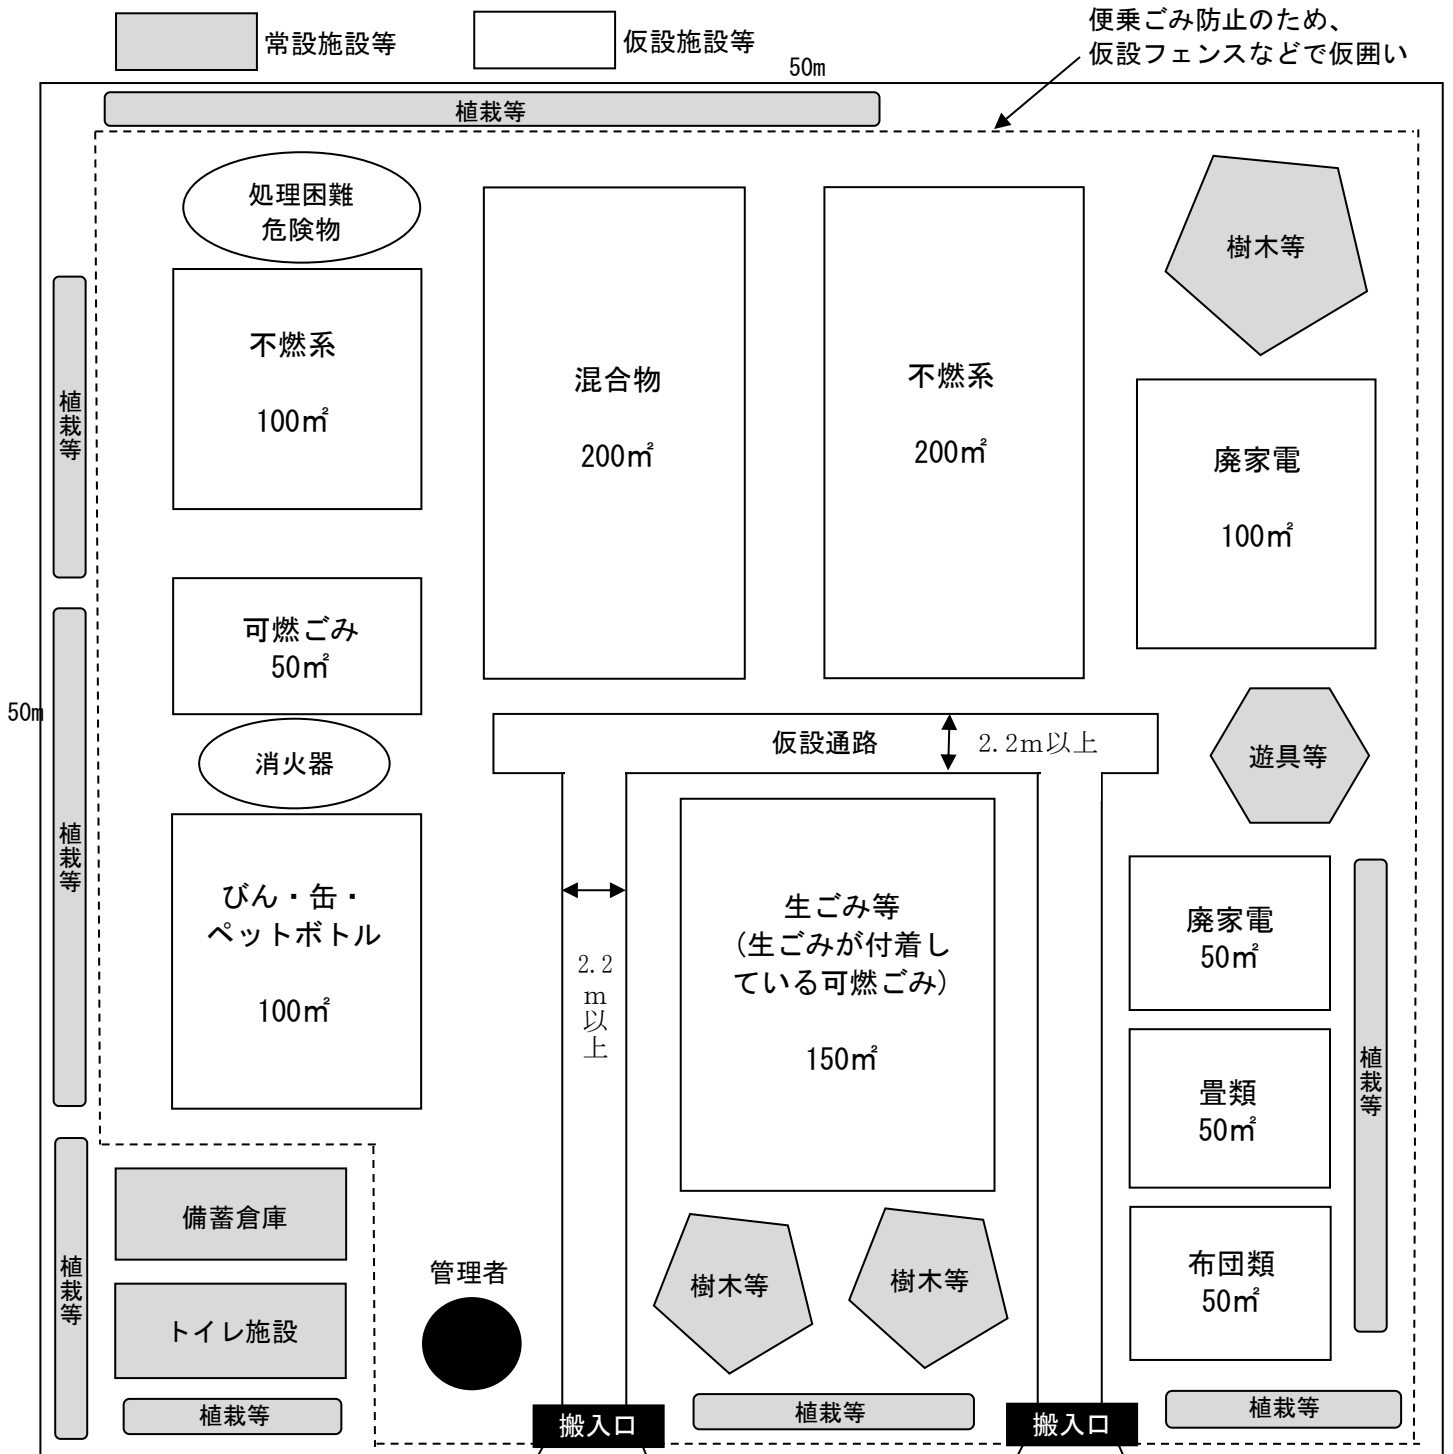 常設施設等
仮設施設等
便乗ごみ防止のため、
仮設フェンスなどで仮囲い
50m
植栽等
処理困難
危険物
不燃系
100㎡
混合物
200㎡
不燃系
200㎡
樹木等
廃家電
100㎡
植栽等
可燃ごみ
50㎡
50m
消火器
仮設通路
2.2m以上
遊具等
植栽等
びん・缶・
ペットボトル
100㎡
2.2
m
以
上
生ごみ等
(生ごみが付着し
ている可燃ごみ)
150㎡
廃家電
50㎡
畳類
50㎡
植栽等
布団類
50㎡
備蓄倉庫
トイレ施設
植栽等
植栽等
管理者
樹木等
樹木等
搬入口
植栽等
搬入口
植栽等